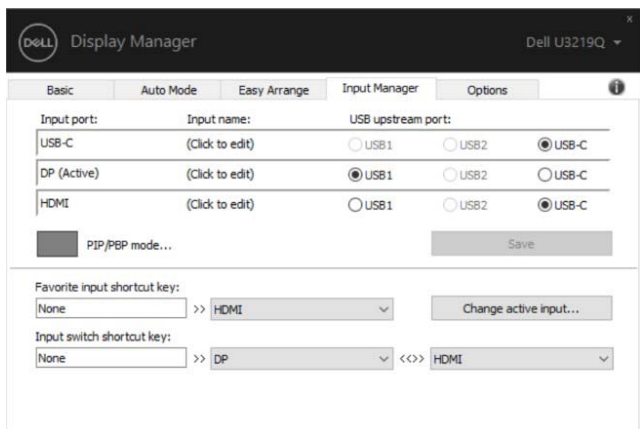 DELL Display Manager Dell U3219Q
x
Basic Auto Mode Easy Arrange Input Manager Options i
Input port: Input name: USB upstream port:
USB-C (Click to edit) USB1 USB2 USB-C
DP (Active) (Click to edit) USB1 USB2 USB-C
HDMI (Click to edit) USB1 USB2 USB-C
PIP/PBP mode... Save
Favorite input shortcut key:
None >> HDMI Change active input...
Input switch shortcut key:
None >> DP <<>> HDMI